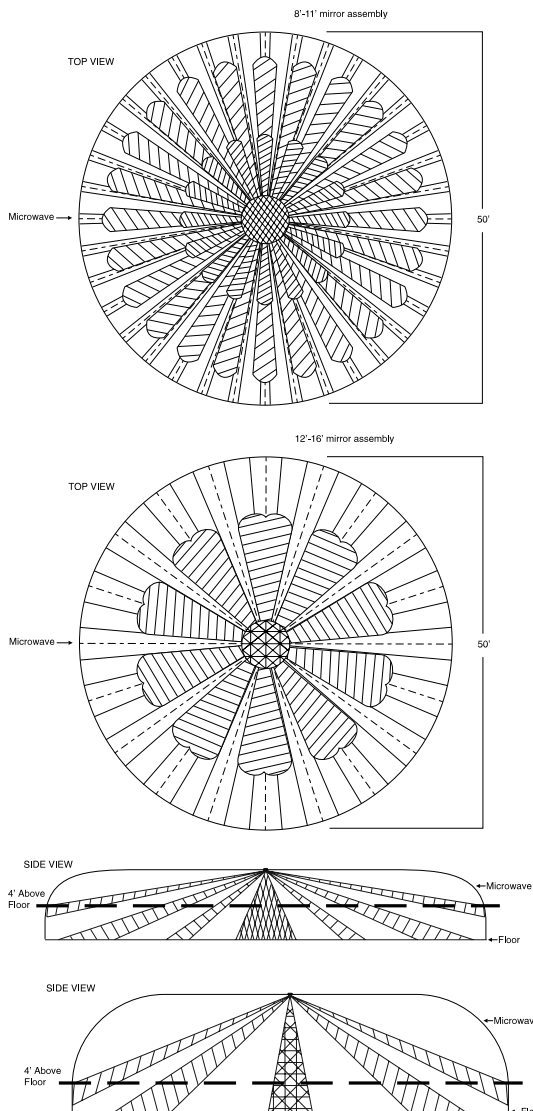 8'-11' mirror assembly
TOP VIEW
Microwave
50'
12'-16' mirror assembly
TOP VIEW
Microwave
50'
SIDE VIEW
4' Above
Floor
Microwave
Floor
SIDE VIEW
Microwave
4' Above
Floor